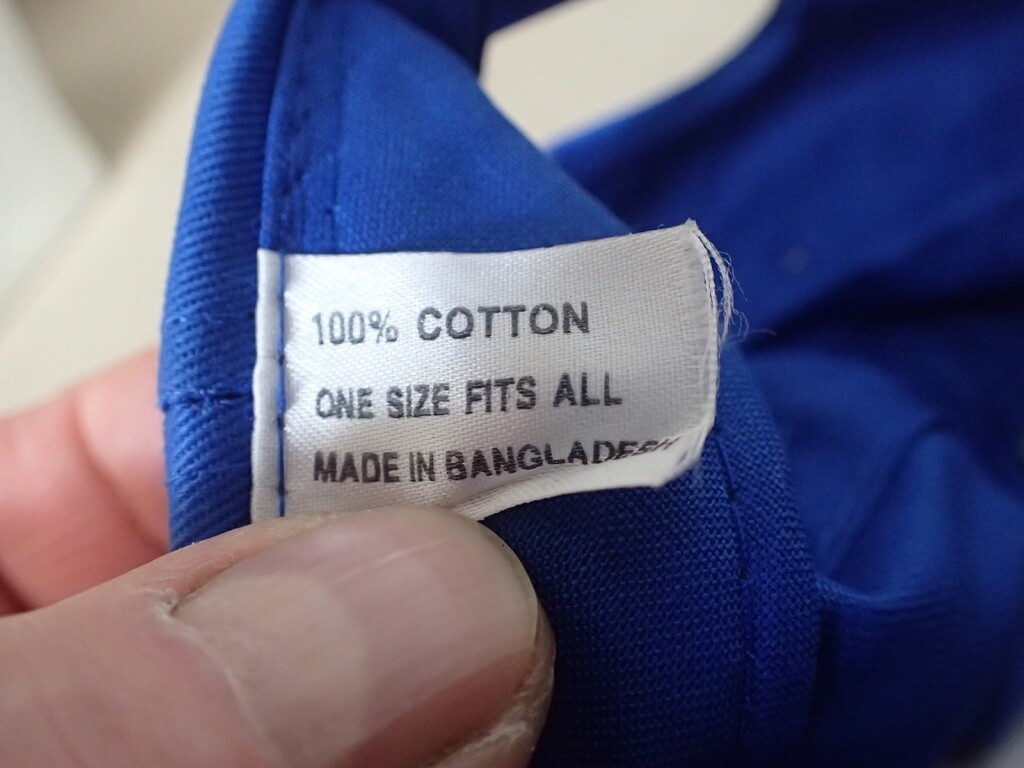 100% COTTON
ONE SIZE FITS ALL
MADE IN BANGLADESH